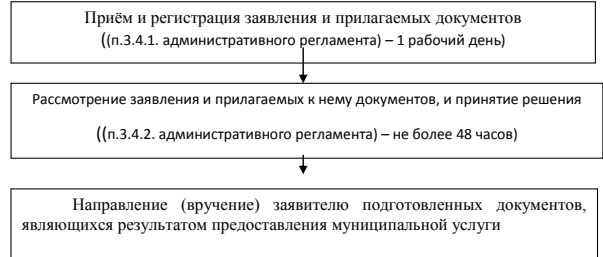 Приём и регистрация заявления и прилагаемых документов
((п.3.4.1. административного регламента) – 1 рабочий день)
Рассмотрение заявления и прилагаемых к нему документов, и принятие решения
((п.3.4.2. административного регламента) – не более 48 часов)
Направление (вручение) заявителю подготовленных документов,
являющихся результатом предоставления муниципальной услуги